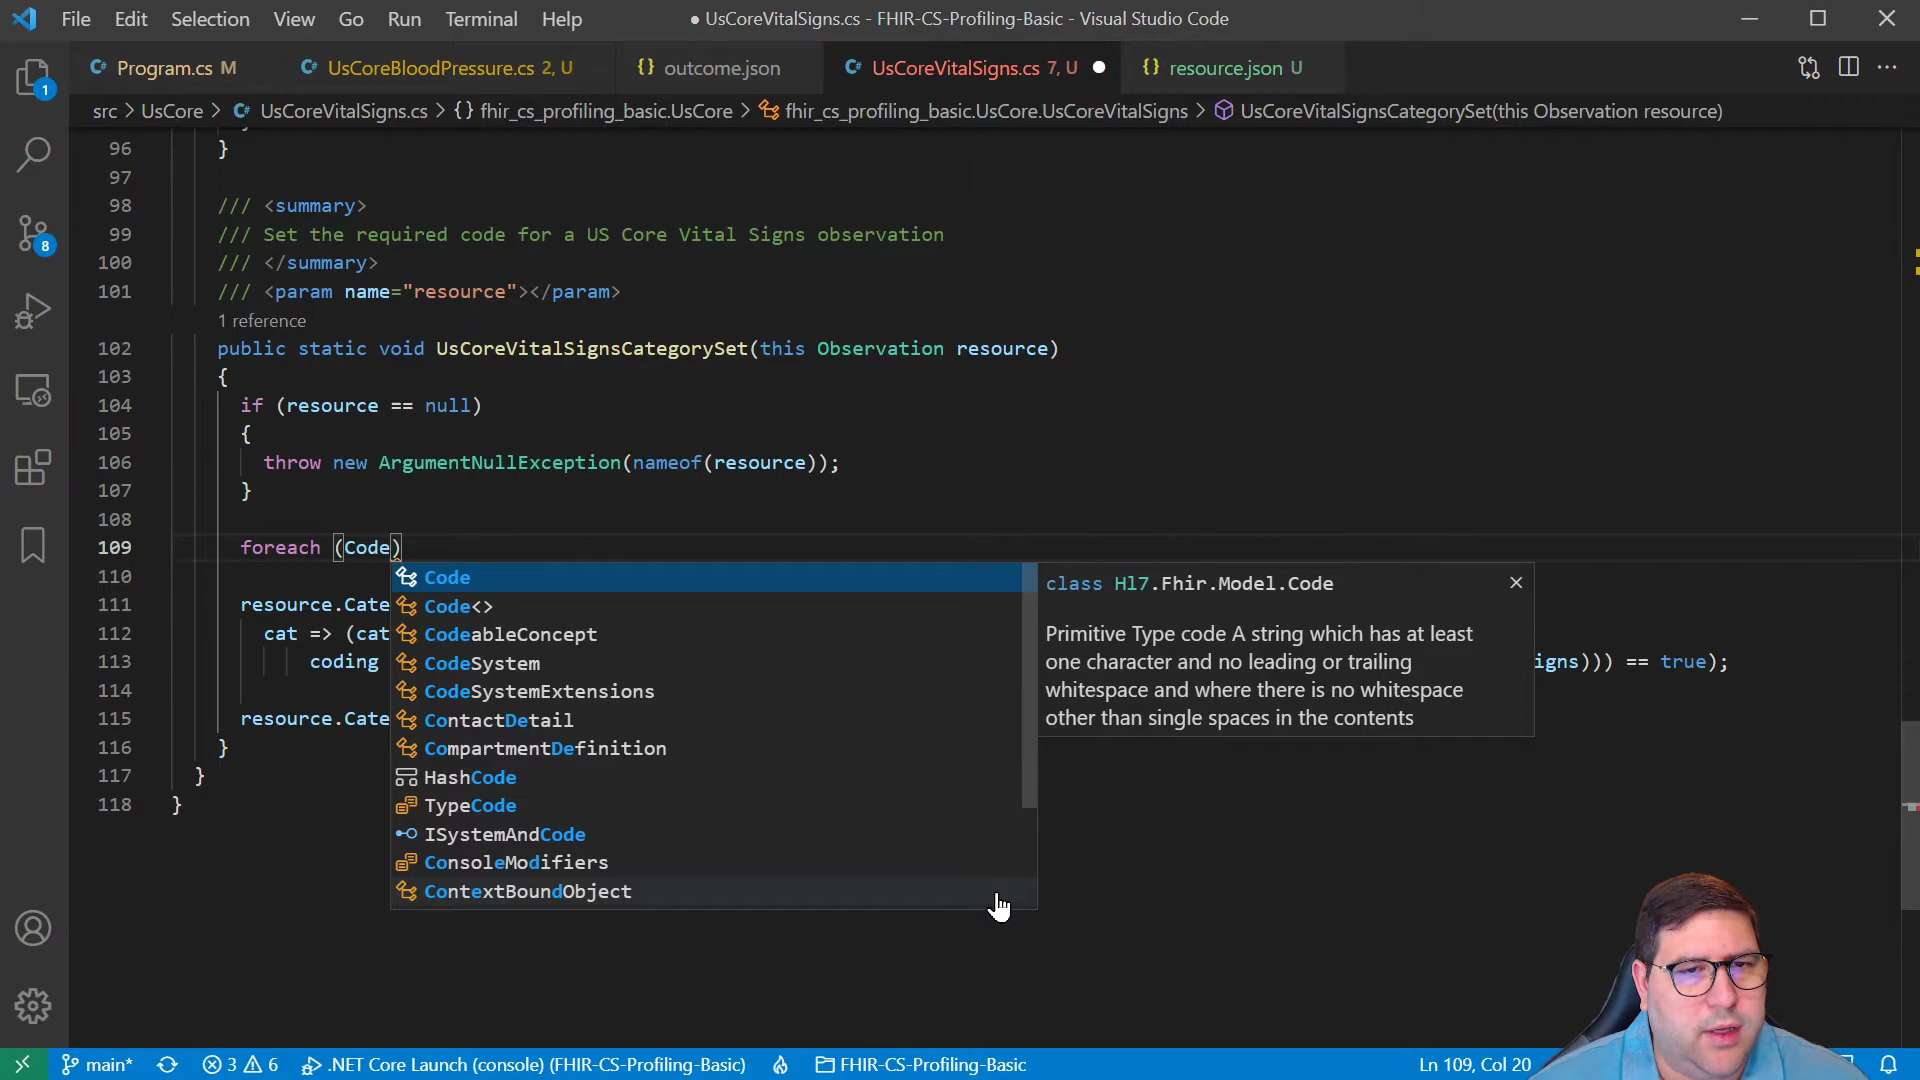 File Edit Selection View Go Run Terminal Help
● UsCoreVitalSigns.cs - FHIR-CS-Profiling-Basic - Visual Studio Code
Program.cs M
UsCoreBloodPressure.cs 2, U
{} outcome.json
UsCoreVitalSigns.cs 7, U
{} resource.json U
src > UsCore > UsCoreVitalSigns.cs > {} fhir_cs_profiling_basic.UsCore > fhir_cs_profiling_basic.UsCore.UsCoreVitalSigns > UsCoreVitalSignsCategorySet(this Observation resource)
96 }
97
98 /// <summary>
99 /// Set the required code for a US Core Vital Signs observation
100 /// </summary>
101 /// <param name="resource"></param>
1 reference
102 public static void UsCoreVitalSignsCategorySet(this Observation resource)
103 {
104 if (resource == null)
105 {
106 throw new ArgumentNullException(nameof(resource));
107 }
108
109 foreach (Code)
110
111 resource.Cate
112 cat => (cat
113 coding igns))) == true);
114
115 resource.Cate
116 }
117 }
118 }
Code
Code<>
CodeableConcept
CodeSystem
CodeSystemExtensions
ContactDetail
CompartmentDefinition
HashCode
TypeCode
ISystemAndCode
ConsoleModifiers
ContextBoundObject
class Hl7.Fhir.Model.Code
Primitive Type code A string which has at least
one character and no leading or trailing
whitespace and where there is no whitespace
other than single spaces in the contents
1
8
main* 3 6 .NET Core Launch (console) (FHIR-CS-Profiling-Basic) FHIR-CS-Profiling-Basic Ln 109, Col 20